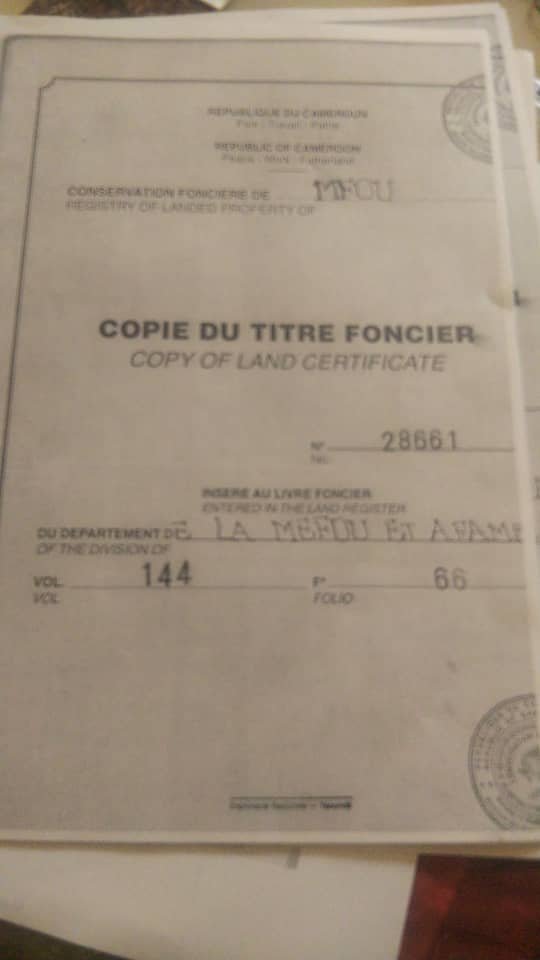 REPUBLIQUE DU CAMEROUN
Paix - Travail - Patrie
REPUBLIC OF CAMEROON
Peace - Work - Fatherland
CONSERVATION FONCIERE DE MFOU
REGISTRY OF LANDED PROPERTY OF
COPIE DU TITRE FONCIER
COPY OF LAND CERTIFICATE
N° 28661
No.
INSERE AU LIVRE FONCIER
ENTERED IN THE LAND REGISTER
DU DEPARTEMENT DE LA MEFOU ET AFAMB
OF THE DIVISION OF
VOL. 144 F° 66
VOL FOLIO